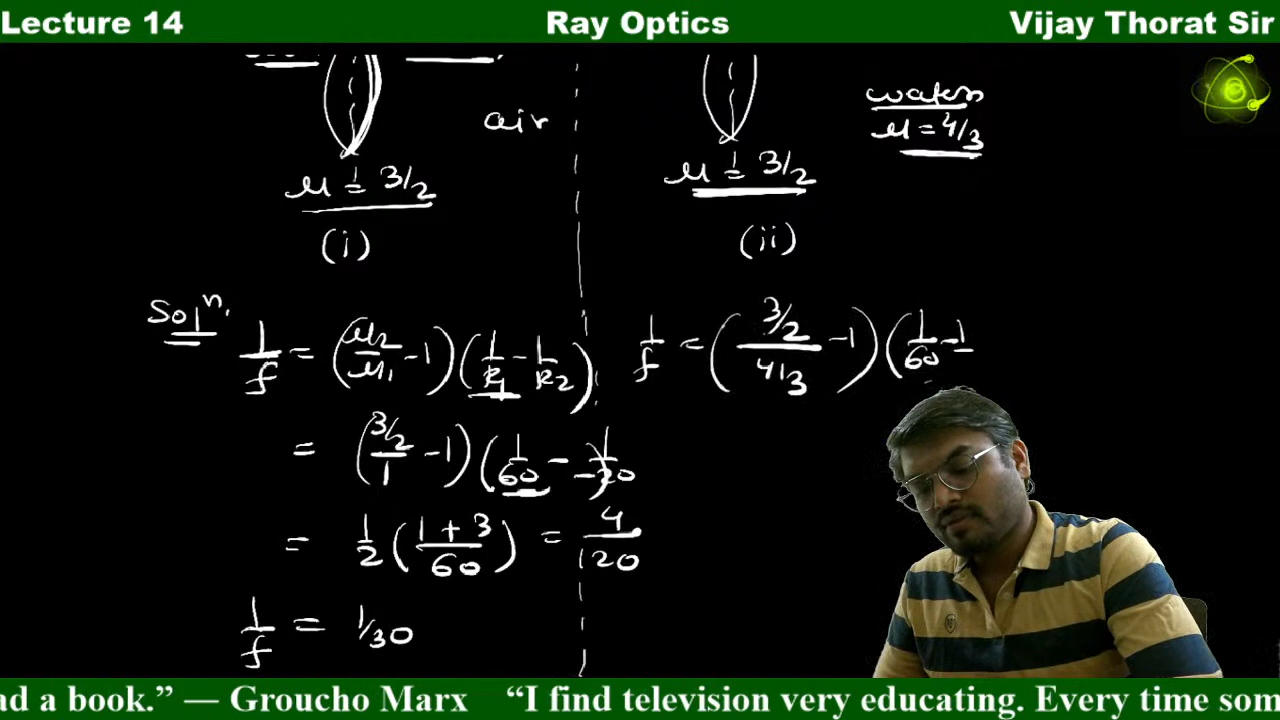 Lecture 14
Ray Optics
Vijay Thorat Sir
air
water
μ = 4/3
μ = 3/2
μ = 3/2
(i)
(ii)
Solⁿ.
1/f = (μ₂/μ₁ - 1)(1/R₁ - 1/R₂)
= (3/2/1 - 1)(1/60 - 1/-20)
= 1/2 (1 + 3/60) = 4/120
1/f = 1/30
1/f = (3/2/4/3 - 1)(1/60 - 1
ad a book.” — Groucho Marx “I find television very educating. Every time som